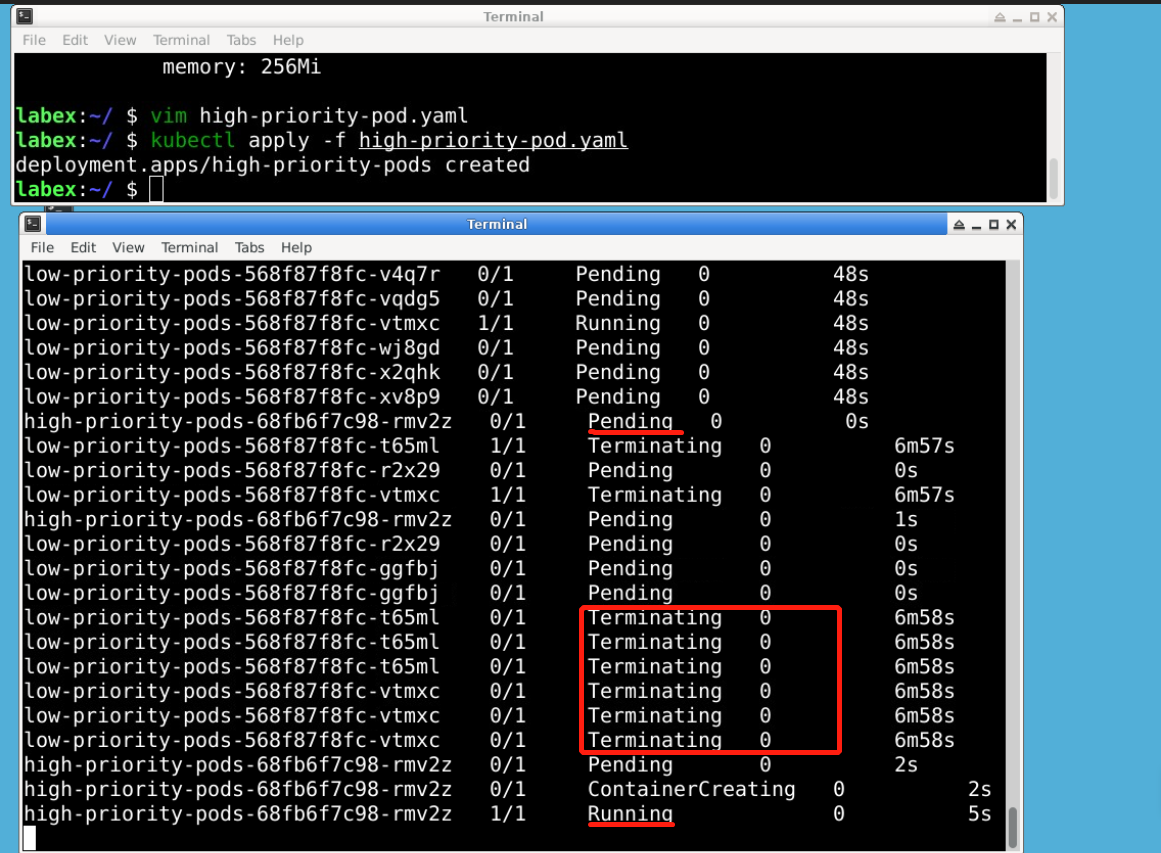 Terminal
File Edit View Terminal Tabs Help
memory: 256Mi
labex:~/ $ vim high-priority-pod.yaml
labex:~/ $ kubectl apply -f high-priority-pod.yaml
deployment.apps/high-priority-pods created
labex:~/ $
Terminal
File Edit View Terminal Tabs Help
low-priority-pods-568f87f8fc-v4q7r 0/1 Pending 0 48s
low-priority-pods-568f87f8fc-vqdg5 0/1 Pending 0 48s
low-priority-pods-568f87f8fc-vtmxc 1/1 Running 0 48s
low-priority-pods-568f87f8fc-wj8gd 0/1 Pending 0 48s
low-priority-pods-568f87f8fc-x2qhk 0/1 Pending 0 48s
low-priority-pods-568f87f8fc-xv8p9 0/1 Pending 0 48s
high-priority-pods-68fb6f7c98-rmv2z 0/1 Pending 0 0s
low-priority-pods-568f87f8fc-t65ml 1/1 Terminating 0 6m57s
low-priority-pods-568f87f8fc-r2x29 0/1 Pending 0 0s
low-priority-pods-568f87f8fc-vtmxc 1/1 Terminating 0 6m57s
high-priority-pods-68fb6f7c98-rmv2z 0/1 Pending 0 1s
low-priority-pods-568f87f8fc-r2x29 0/1 Pending 0 0s
low-priority-pods-568f87f8fc-ggfbj 0/1 Pending 0 0s
low-priority-pods-568f87f8fc-ggfbj 0/1 Pending 0 0s
low-priority-pods-568f87f8fc-t65ml 0/1 Terminating 0 6m58s
low-priority-pods-568f87f8fc-t65ml 0/1 Terminating 0 6m58s
low-priority-pods-568f87f8fc-t65ml 0/1 Terminating 0 6m58s
low-priority-pods-568f87f8fc-vtmxc 0/1 Terminating 0 6m58s
low-priority-pods-568f87f8fc-vtmxc 0/1 Terminating 0 6m58s
low-priority-pods-568f87f8fc-vtmxc 0/1 Terminating 0 6m58s
high-priority-pods-68fb6f7c98-rmv2z 0/1 Pending 0 2s
high-priority-pods-68fb6f7c98-rmv2z 0/1 ContainerCreating 0 2s
high-priority-pods-68fb6f7c98-rmv2z 1/1 Running 0 5s